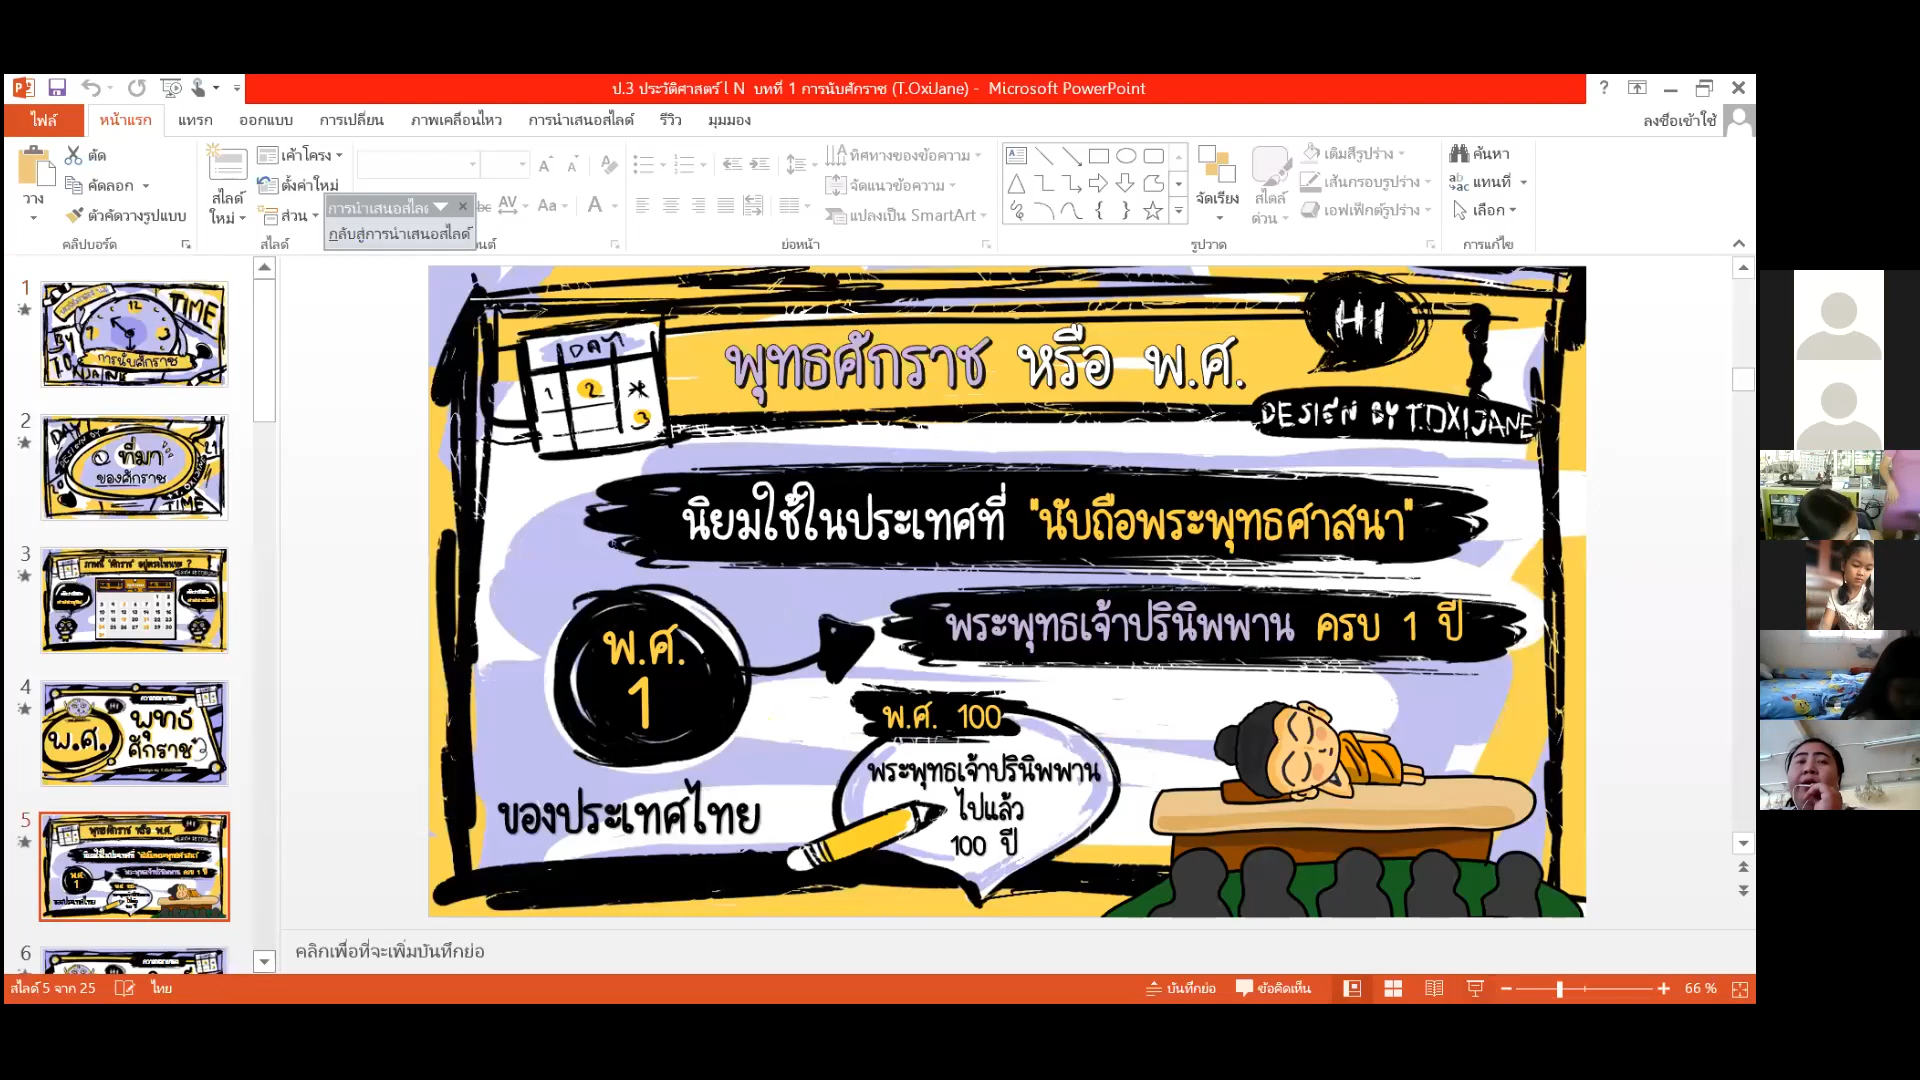 ป.3 ประวัติศาสตร์ l N บทที่ 1 การนับศักราช (T.OxiJane) - Microsoft PowerPoint
ไฟล์ หน้าแรก แทรก ออกแบบ การเปลี่ยน ภาพเคลื่อนไหว การนำเสนอสไลด์ รีวิว มุมมอง ลงชื่อเข้าใช้
วาง
ตัด
คัดลอก
ตัวคัดวางรูปแบบ
คลิปบอร์ด
สไลด์
ใหม่
เค้าโครง
ตั้งค่าใหม่
ส่วน
สไลด์
การนำเสนอสไลด์
กลับสู่การนำเสนอสไลด์
ทิศทางของข้อความ
จัดแนวข้อความ
แปลงเป็น SmartArt
ย่อหน้า
จัดเรียง
สไตล์
ด่วน
เติมสีรูปร่าง
เส้นกรอบรูปร่าง
เอฟเฟ็กต์รูปร่าง
รูปวาด
ค้นหา
แทนที่
เลือก
การแก้ไข
1
TIME
การนับศักราช
2
ที่มา
ของศักราช
TIME
3
4
พ.ศ.
พุทธ
ศักราช
5
6
DAY
1 2 3
พุทธศักราช หรือ พ.ศ.
HI
DESIGN BY T.OXIJANE
นิยมใช้ในประเทศที่ "นับถือพระพุทธศาสนา"
พ.ศ.
1
พระพุทธเจ้าปรินิพพาน ครบ 1 ปี
พ.ศ. 100
พระพุทธเจ้าปรินิพพาน
ไปแล้ว
100 ปี
ของประเทศไทย
คลิกเพื่อที่จะเพิ่มบันทึกย่อ
สไลด์ 5 จาก 25 ไทย บันทึกย่อ ข้อคิดเห็น 66 %